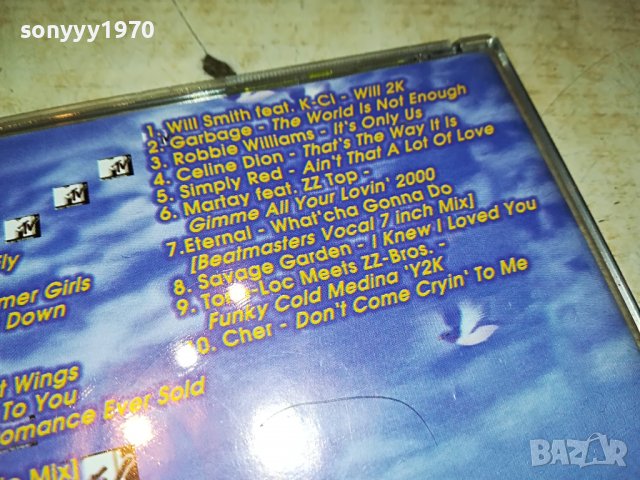 sonyyy1970
1. Will Smith feat. K-Ci - Will 2K
2. Garbage - The World Is Not Enough
3. Robbie Williams - It's Only Us
4. Celine Dion - That's The Way It Is
5. Simply Red - Ain't That A Lot Of Love
6. Martay feat. ZZ Top -
Gimme All Your Lovin' 2000
7.Eternal - What'cha Gonna Do
[Beatmasters Vocal 7 inch Mix]
8. Savage Garden - I Knew I Loved You
9. Tone-Loc Meets ZZ-Bros. -
Funky Cold Medina 'Y2K
10. Cher - Don't Come Cryin' To Me
MTV
MTV
MTV
Fly
mer Girls
Down
t Wings
To You
omance Ever Sold
Mix]
BAZAR